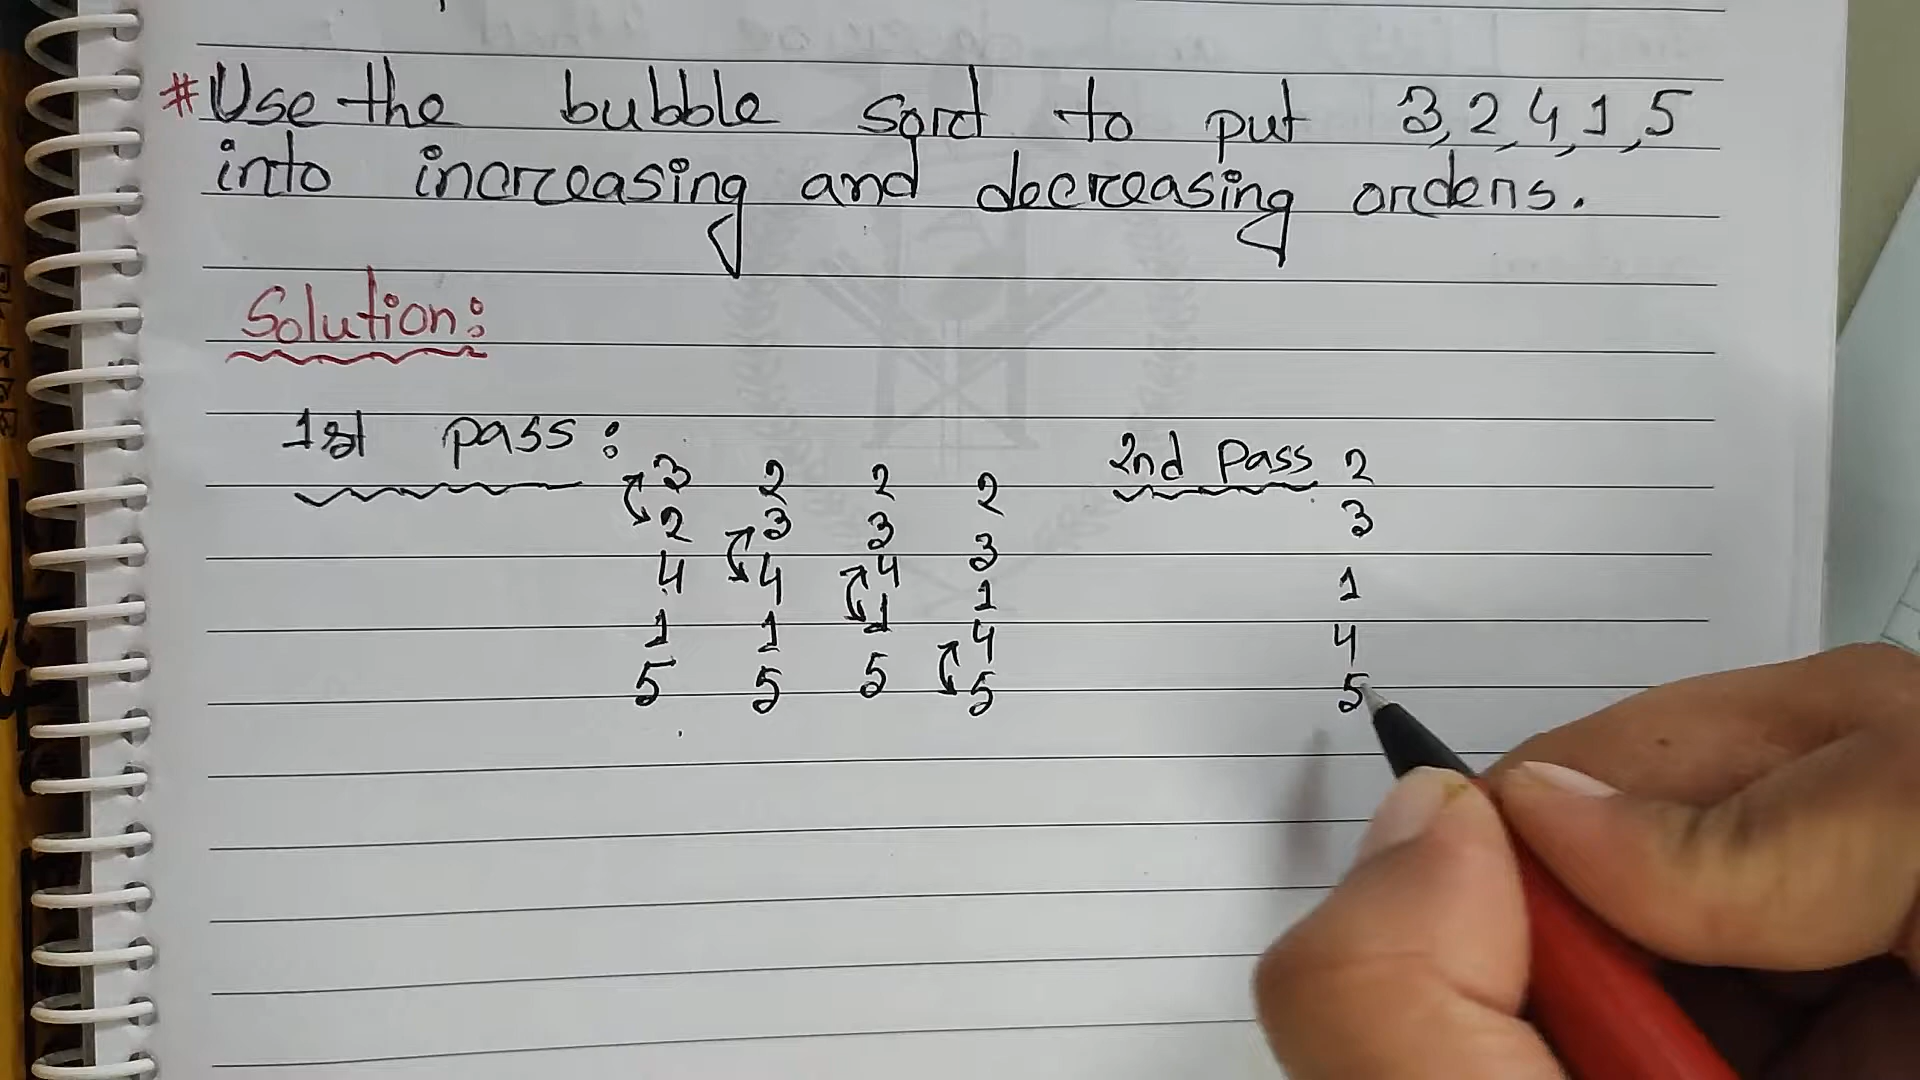 #Use the bubble sort to put 3,2,4,1,5
into increasing and decreasing orders.
Solution:
1st pass:
3 2 2 2
2 3 3 3
4 4 4 1
1 1 1 4
5 5 5 5
2nd Pass
2
3
1
4
5